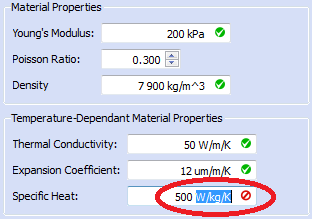 Material Properties
Young's Modulus: 200 kPa
Poisson Ratio: 0.300
Density 7 900 kg/m^3
Temperature-Dependant Material Properties
Thermal Conductivity: 50 W/m/K
Expansion Coefficient: 12 um/m/K
Specific Heat: 500 W/kg/K